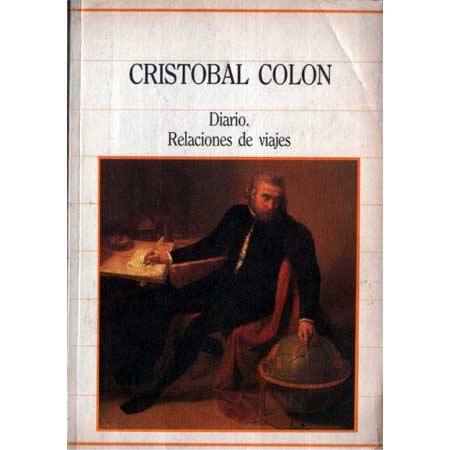 CRISTOBAL COLON
Diario.
Relaciones de viajes